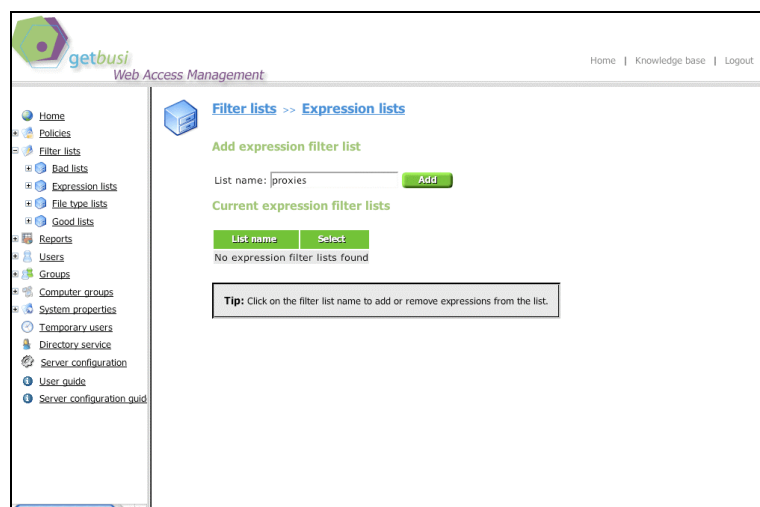 getbusi
Web Access Management
Home | Knowledge base | Logout
Home
Policies
Filter lists
Bad lists
Expression lists
File type lists
Good lists
Reports
Users
Groups
Computer groups
System properties
Temporary users
Directory service
Server configuration
User guide
Server configuration guid
Filter lists >> Expression lists
Add expression filter list
List name: proxies Add
Current expression filter lists
List name Select
No expression filter lists found
Tip: Click on the filter list name to add or remove expressions from the list.